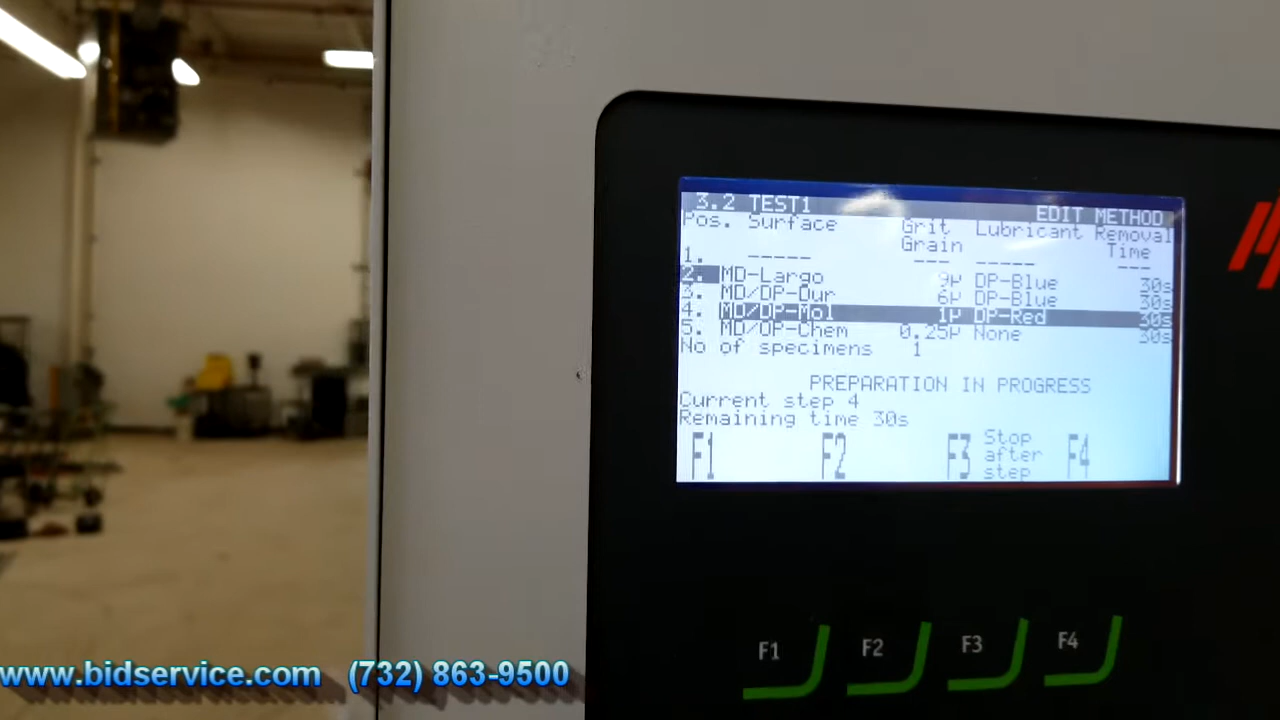 3.2 TEST1 EDIT METHOD
Pos. Surface Grit Grain Lubricant Removal Time
1. ----- --- ----- ---
2. MD-Largo 9µ DP-Blue 30s
3. MD/DP-Dur 6µ DP-Blue 30s
4. MD/DP-Mol 1µ DP-Red 30s
5. MD/OP-Chem 0.25µ None 30s
No of specimens 1
PREPARATION IN PROGRESS
Current step 4
Remaining time 30s
F1 F2 F3 Stop after step F4
F1 F2 F3 F4
www.bidservice.com (732) 863-9500